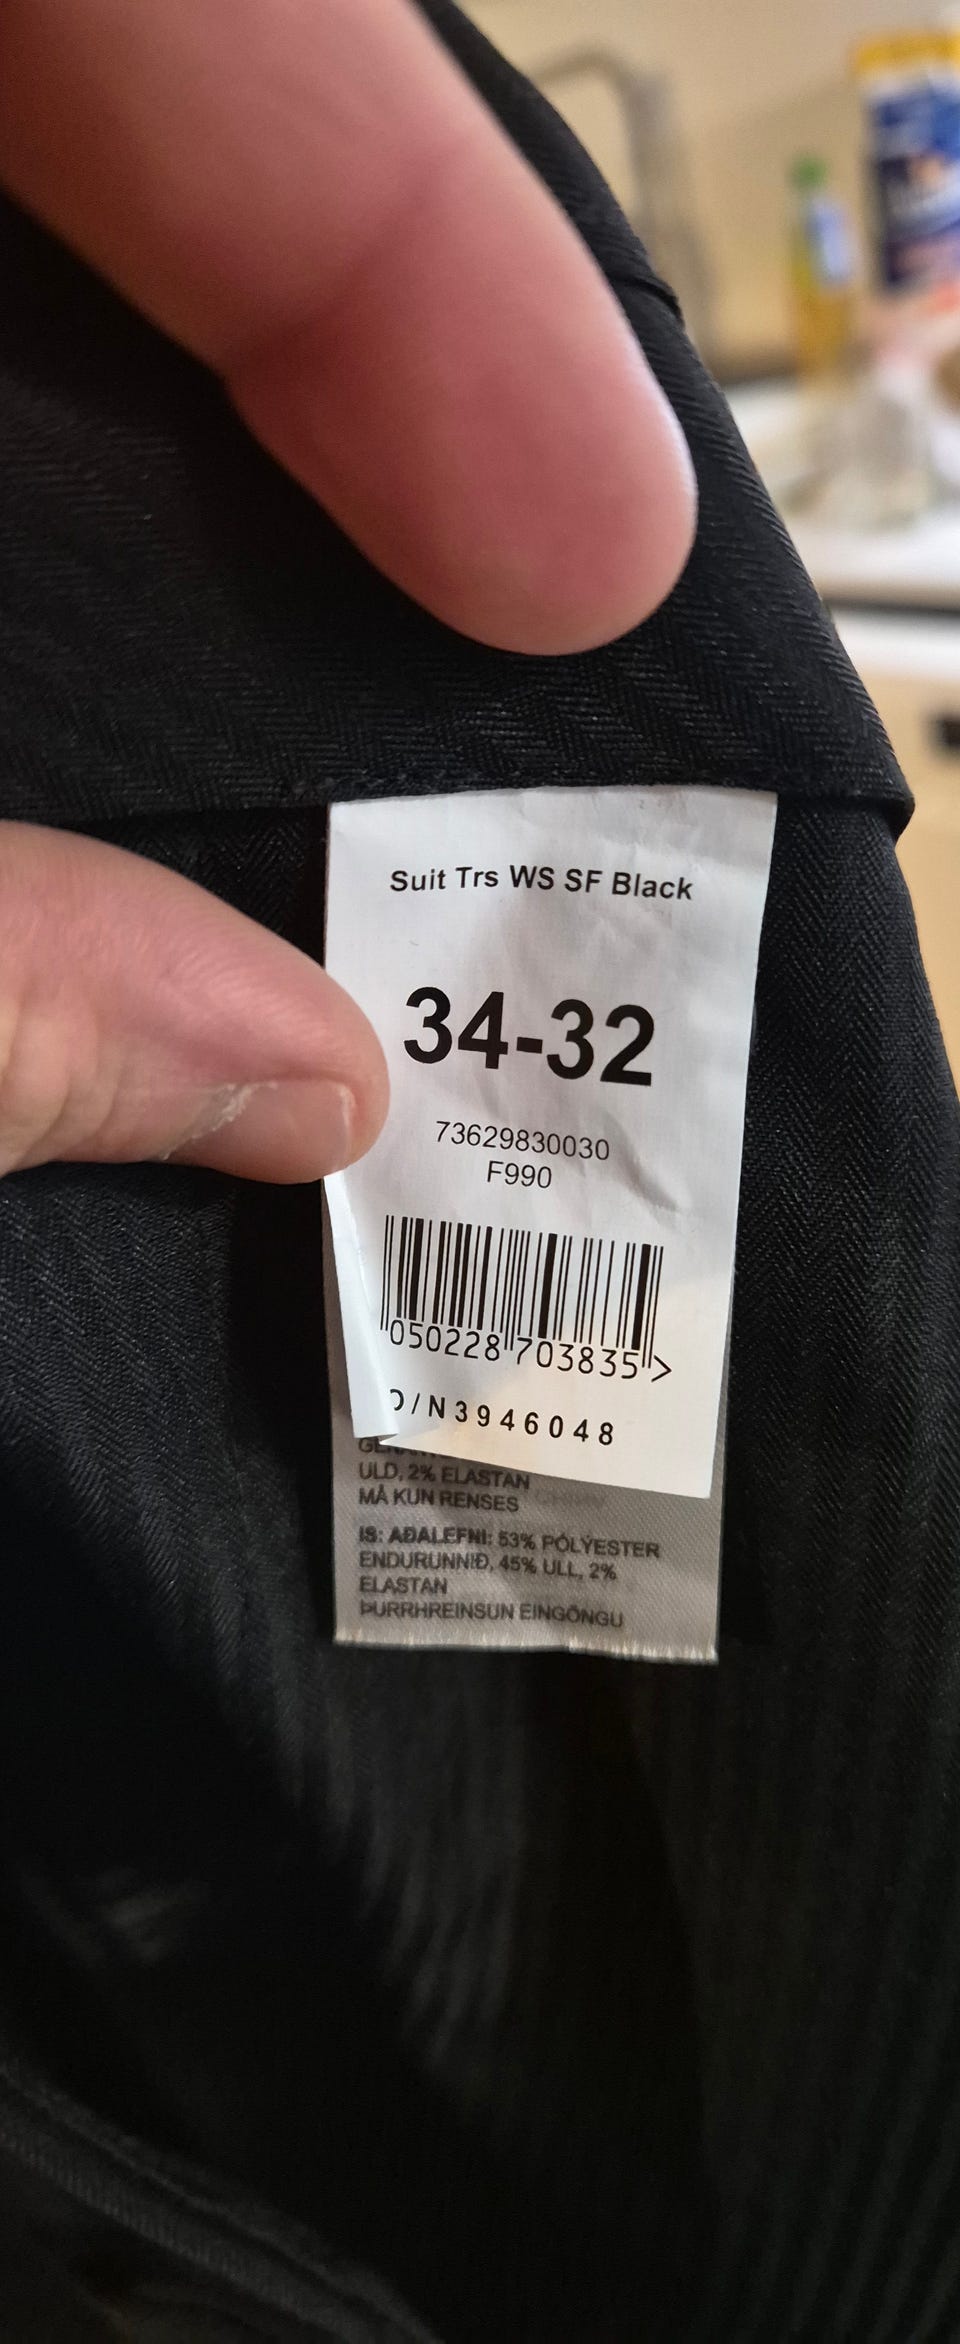 Suit Trs WS SF Black
34-32
73629830030
F990
050228 703835 >
/N3946048
ULD, 2% ELASTAN
MÅ KUN RENSES
IS: AÐALEFNI: 53% PÓLÝESTER
ENDURUNNIÐ, 45% ULL, 2%
ELASTAN
ÞURRHREINSUN EINGÖNGU